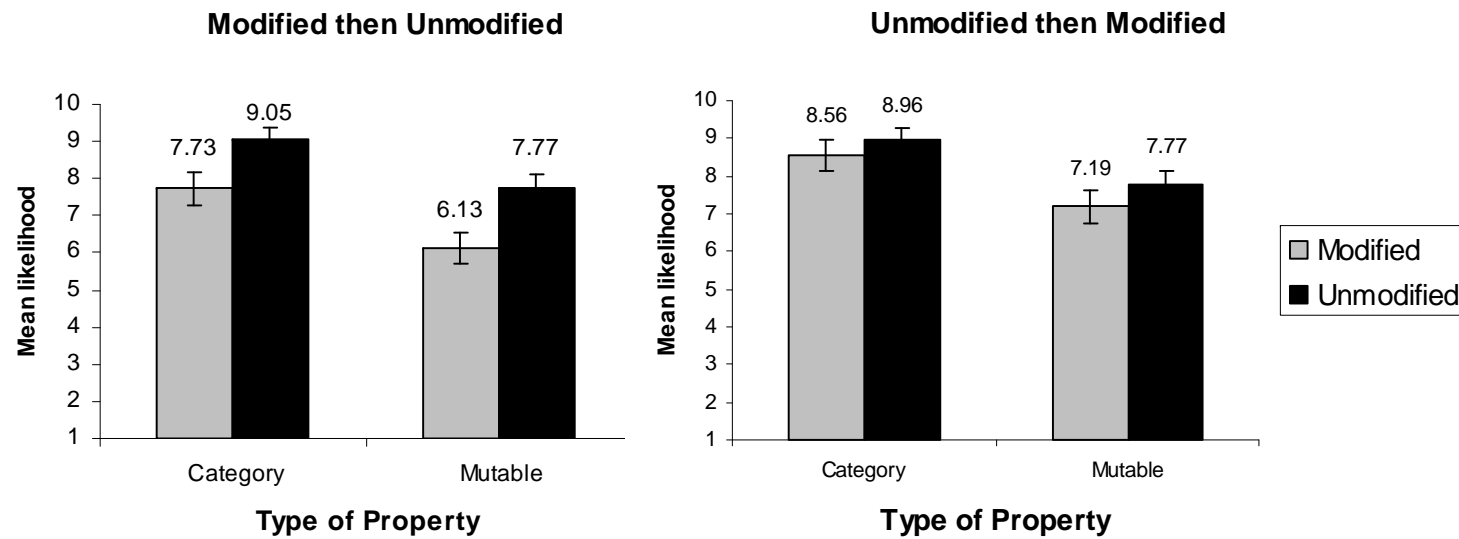 Modified then Unmodified
Mean likelihood
10
9
8
7
6
5
4
3
2
1
7.73
9.05
6.13
7.77
Category
Mutable
Type of Property
Unmodified then Modified
Mean likelihood
10
9
8
7
6
5
4
3
2
1
8.56
8.96
7.19
7.77
Category
Mutable
Type of Property
Modified
Unmodified